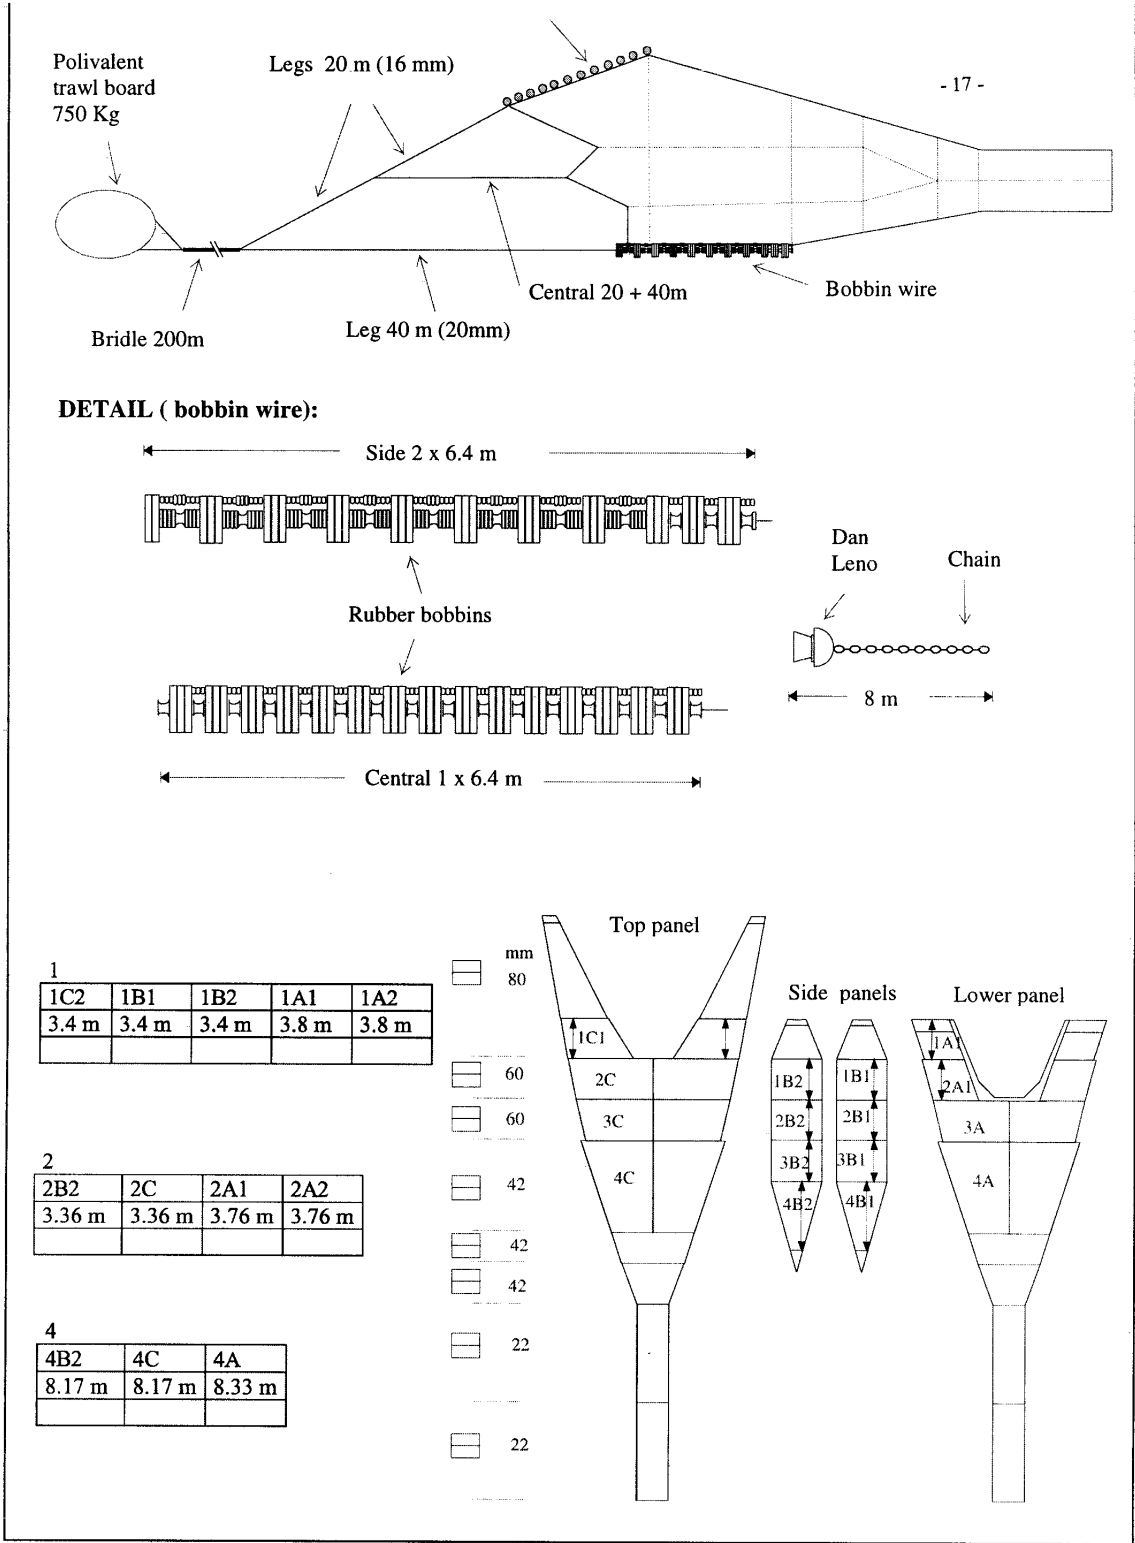 Polivalent
trawl board
750 Kg
Legs 20 m (16 mm)
- 17 -
Central 20 + 40m
Bobbin wire
Leg 40 m (20mm)
Bridle 200m
DETAIL ( bobbin wire):
Side 2 x 6.4 m
Dan
Leno
Chain
Rubber bobbins
8 m
Central 1 x 6.4 m
Top panel
mm
80
Side panels
Lower panel
1
1C2 1B1 1B2 1A1 1A2
3.4 m 3.4 m 3.4 m 3.8 m 3.8 m
1C1
1A1
60
2C
1B2
1B1
2A1
60
3C
2B2
2B1
3A
3B2
3B1
2
2B2 2C 2A1 2A2
3.36 m 3.36 m 3.76 m 3.76 m
42
4C
4B2
4B1
4A
42
42
4
4B2 4C 4A
8.17 m 8.17 m 8.33 m
22
22